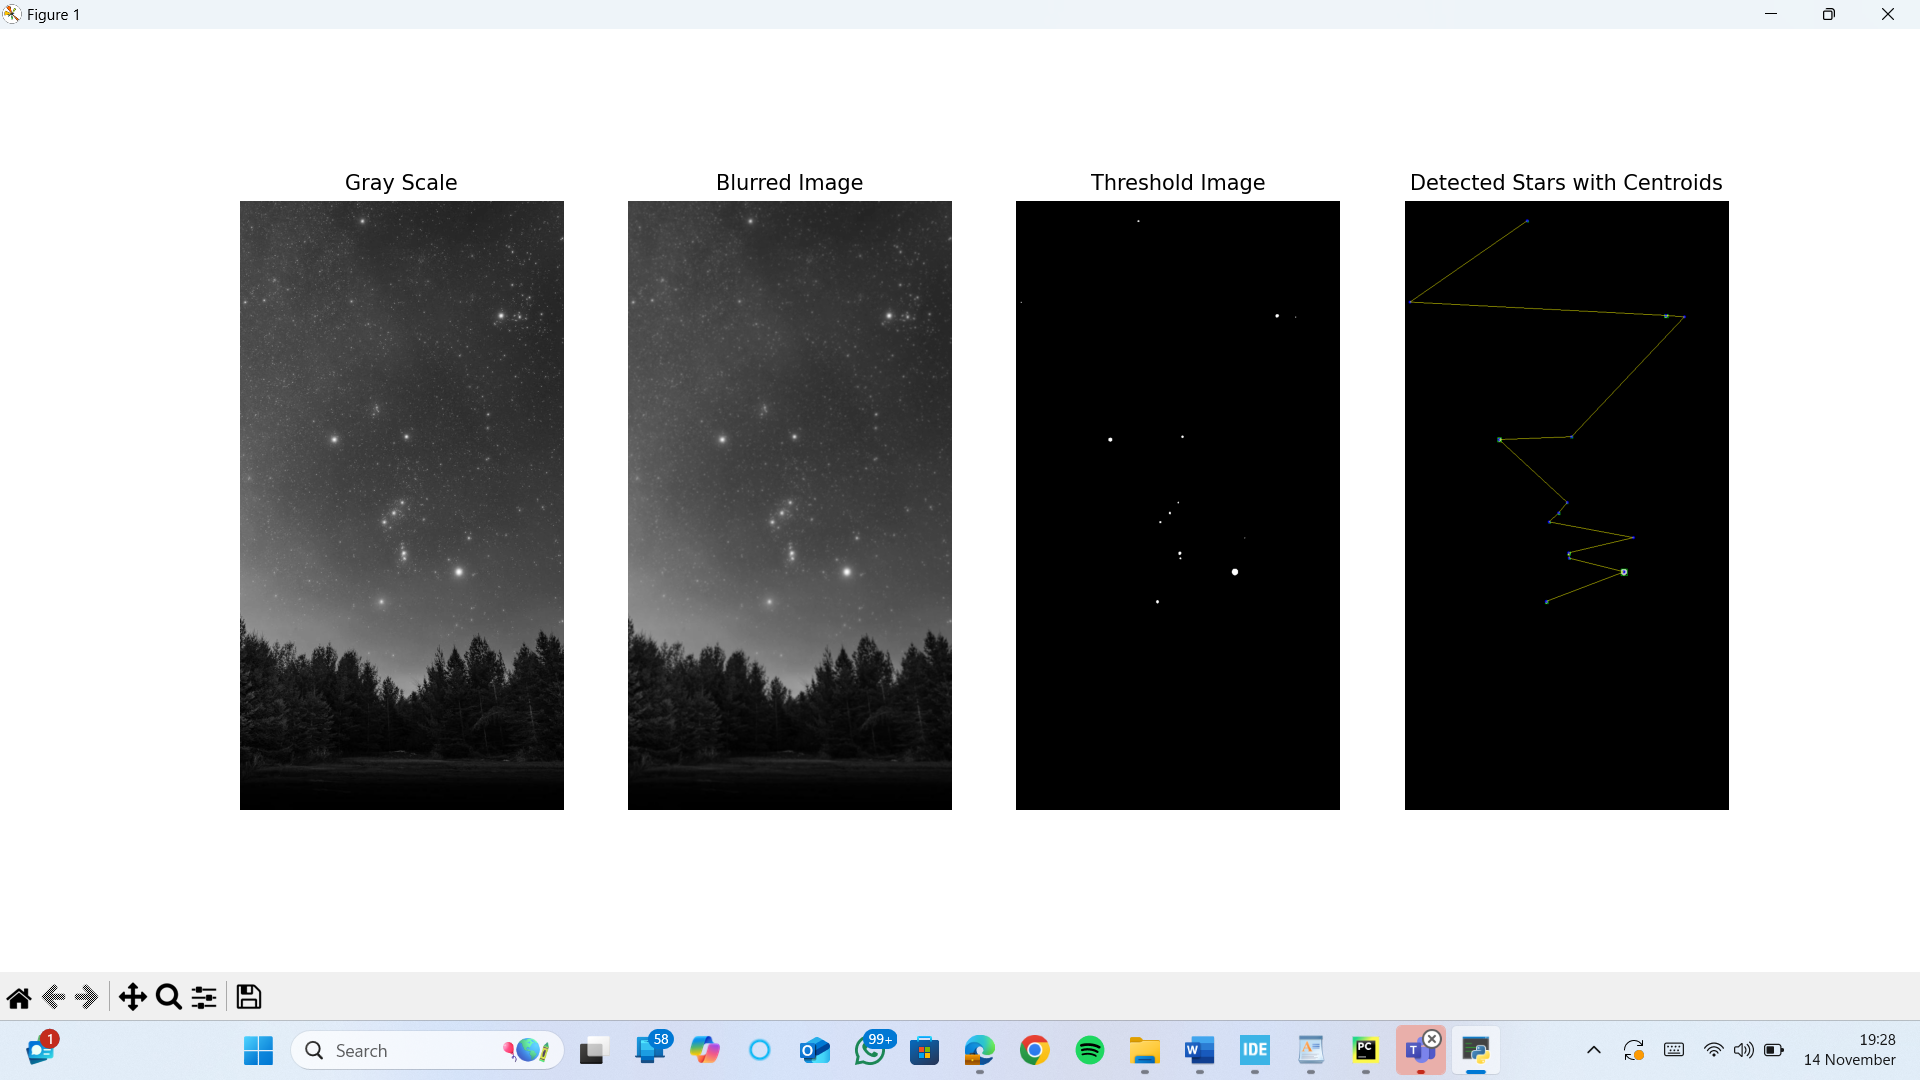 Figure 1
Gray Scale
Blurred Image
Threshold Image
Detected Stars with Centroids
1
Search
58
99+
IDE
PC
19:28
14 November